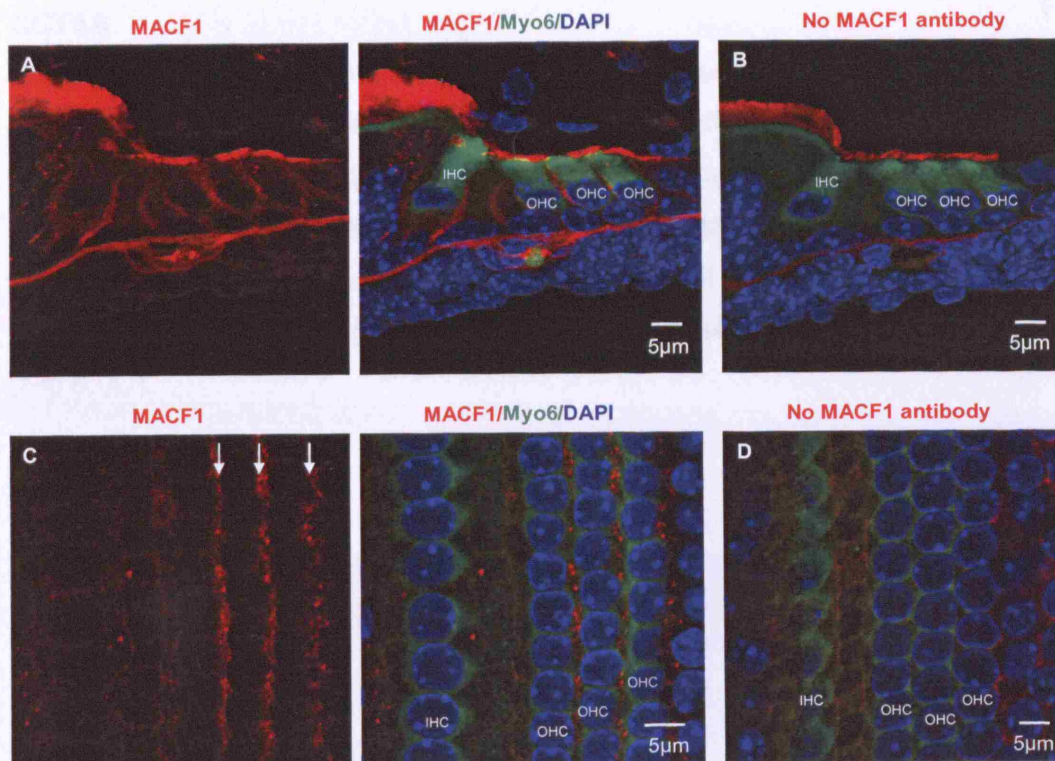 MACF1
MACF1/Myo6/DAPI
No MACF1 antibody
A
B
IHC
OHC
OHC
OHC
IHC
OHC
OHC
OHC
5µm
5µm
MACF1
MACF1/Myo6/DAPI
No MACF1 antibody
C
D
OHC
IHC
OHC
OHC
IHC
OHC
OHC
OHC
5µm
5µm